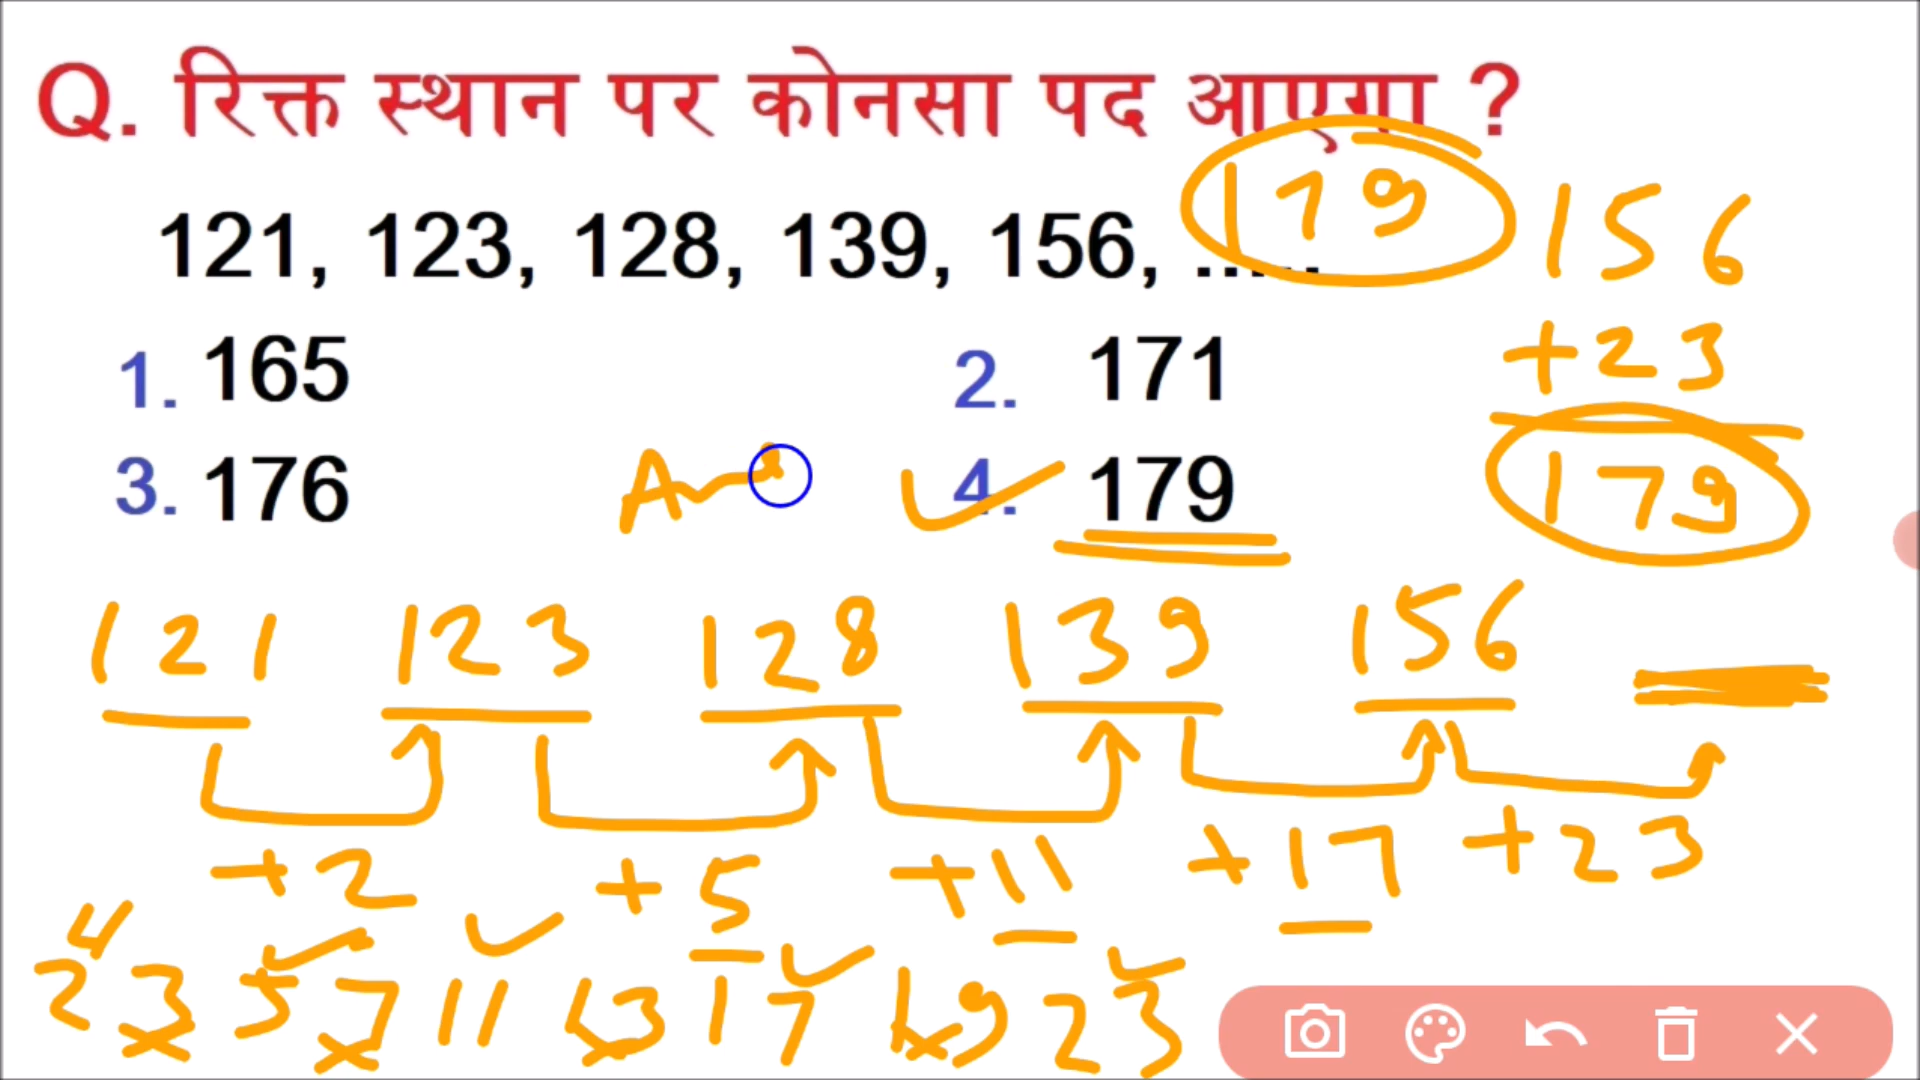 Q. रिक्त स्थान पर कोनसा पद आएगा ?
121, 123, 128, 139, 156, .....
179
156
+23
179
1. 165
2. 171
3. 176
4. 179
121 123 128 139 156
+2 +5 +11 +17 +23
2 3 5 7 11 13 17 19 23